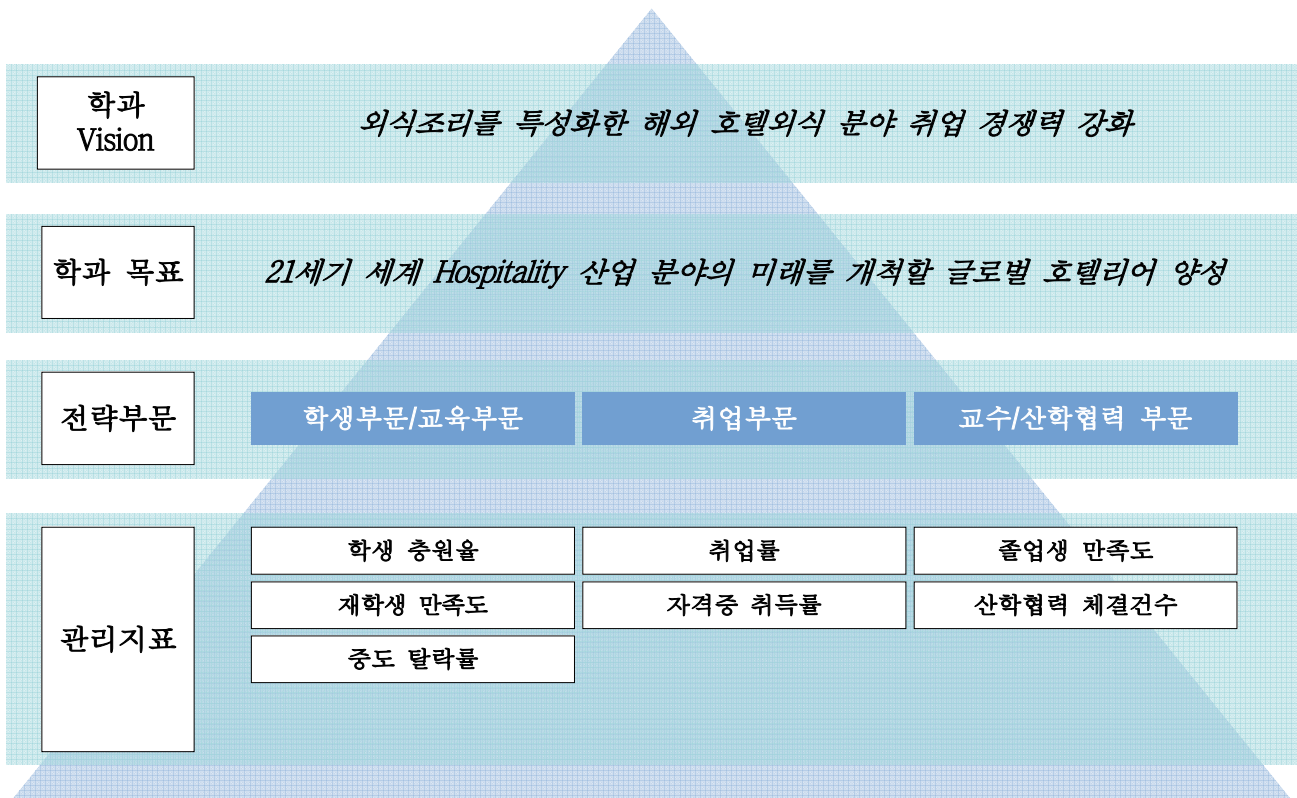 학과
Vision
외식조리를 특성화한 해외 호텔외식 분야 취업 경쟁력 강화
학과 목표
21세기 세계 Hospitality 산업 분야의 미래를 개척할 글로벌 호텔리어 양성
전략부문
학생부문/교육부문
취업부문
교수/산학협력 부문
관리지표
학생 충원율
취업률
졸업생 만족도
재학생 만족도
자격증 취득률
산학협력 체결건수
중도 탈락률